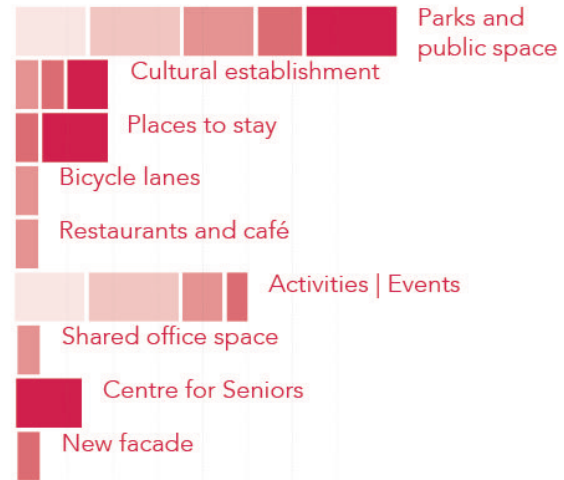 Parks and
public space
Cultural establishment
Places to stay
Bicycle lanes
Restaurants and café
Activities | Events
Shared office space
Centre for Seniors
New facade